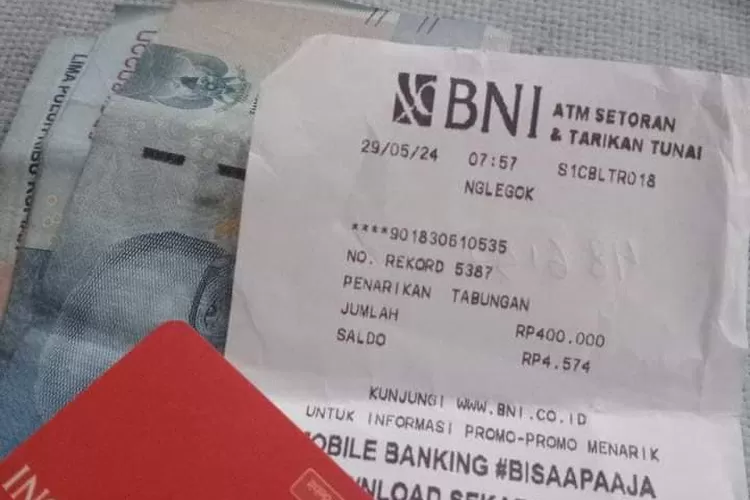 LIMA PULUH RIBU
BNI ATM SETORAN
& TARIKAN TUNAI
29/05/24 07:57 S1CBLTR018
NGLEGOK
****901830610535
NO. REKORD 5387
PENARIKAN TABUNGAN
JUMLAH RP400.000
SALDO RP4.574
KUNJUNGI WWW.BNI.CO.ID
UNTUK INFORMASI PROMO-PROMO MENARIK
MOBILE BANKING #BISAAPAAJA
Debit